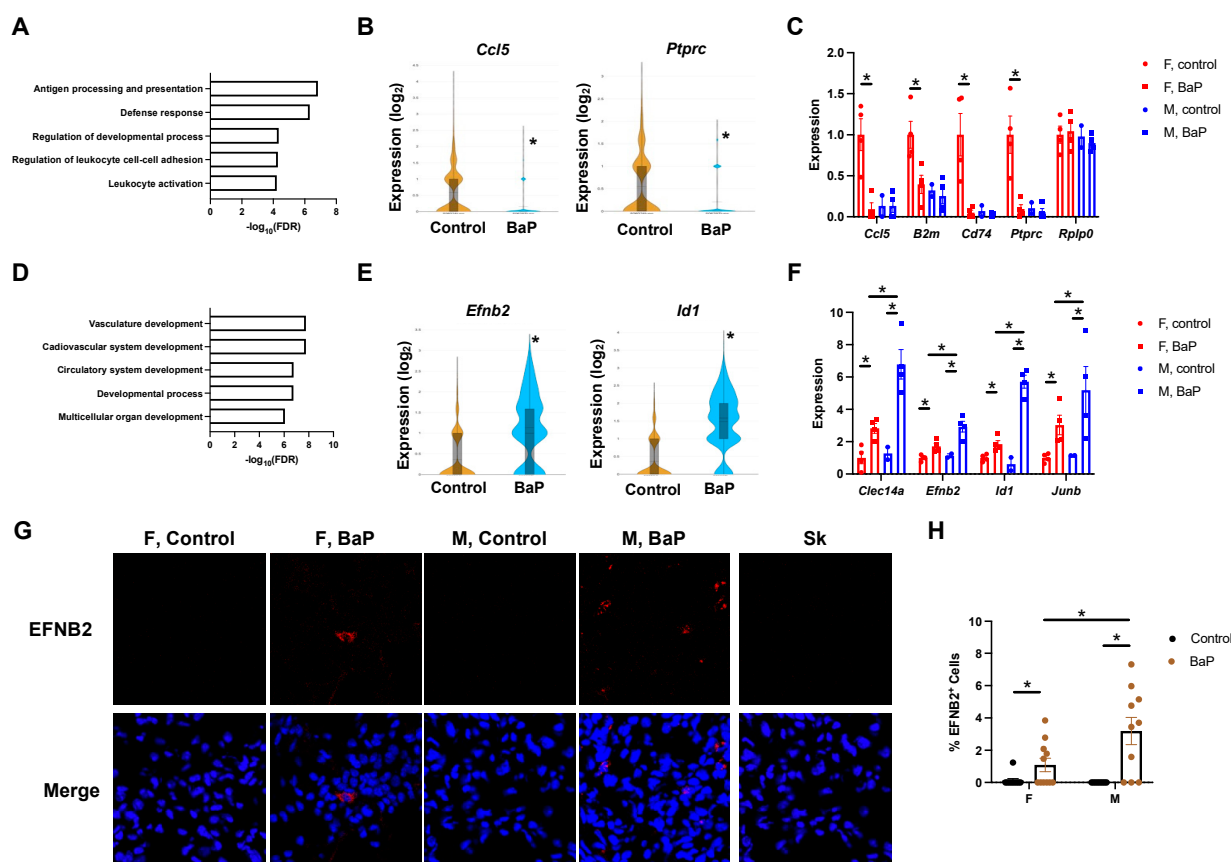 A
Antigen processing and presentation
Defense response
Regulation of developmental process
Regulation of leukocyte cell-cell adhesion
Leukocyte activation
0 2 4 6 8
-log10(FDR)
B
Ccl5
Ptprc
Expression (log2)
Expression (log2)
*
*
Control BaP
Control BaP
C
2.0
1.5
1.0
0.5
0.0
Expression
* * * *
Ccl5 B2m Cd74 Ptprc Rplp0
F, control
F, BaP
M, control
M, BaP
D
Vasculature development
Cadiovascular system development
Circulatory system development
Developmental process
Multicellular organ development
0 2 4 6 8 10
-log10(FDR)
E
Efnb2
Id1
Expression (log2)
Expression (log2)
*
*
Control BaP
Control BaP
F
10
8
6
4
2
0
Expression
* * * *
* * * *
* * * *
Clec14a Efnb2 Id1 Junb
F, control
F, BaP
M, control
M, BaP
G
F, Control F, BaP M, Control M, BaP Sk
EFNB2
Merge
H
10
8
6
4
2
0
% EFNB2+ Cells
*
*
*
F M
Control
BaP